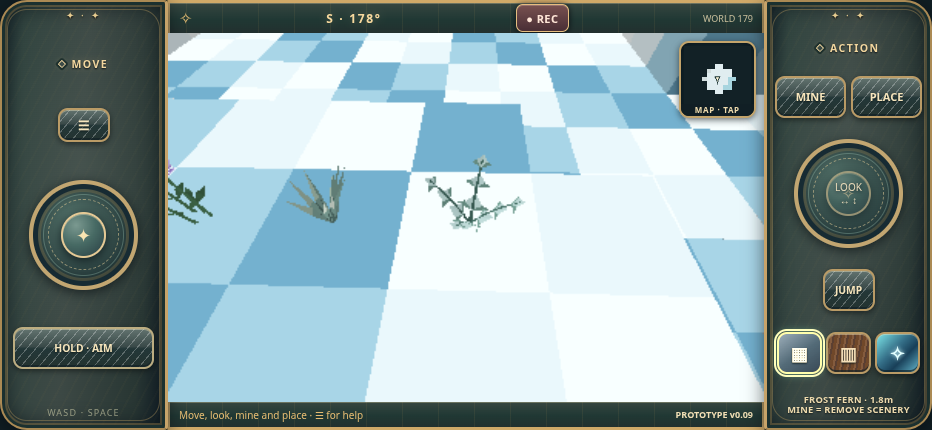 MOVE
HOLD · AIM
WASD · SPACE
S · 178°
● REC
WORLD 179
MAP · TAP
Move, look, mine and place · ☰ for help
PROTOTYPE v0.09
ACTION
MINE
PLACE
LOOK
JUMP
FROST FERN · 1.8m
MINE = REMOVE SCENERY